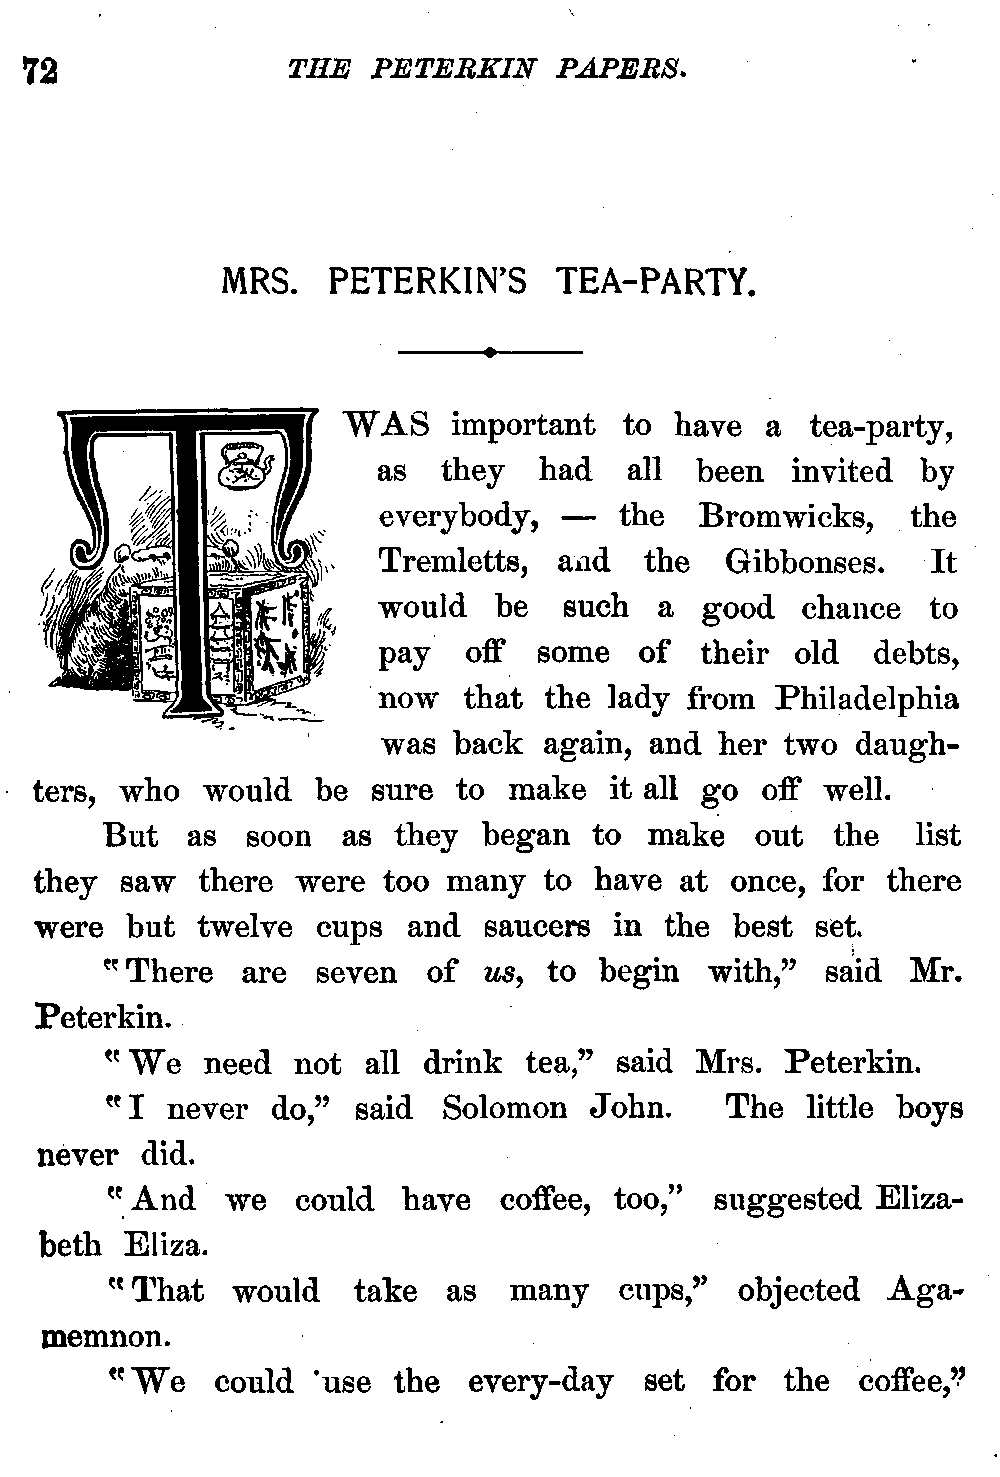 72 THE PETERKIN PAPERS.
MRS. PETERKIN'S TEA-PARTY.
TWAS important to have a tea-party,
as they had all been invited by
everybody, — the Bromwicks, the
Tremletts, and the Gibbonses. It
would be such a good chance to
pay off some of their old debts,
now that the lady from Philadelphia
was back again, and her two daugh-
ters, who would be sure to make it all go off well.
But as soon as they began to make out the list
they saw there were too many to have at once, for there
were but twelve cups and saucers in the best set.
"There are seven of us, to begin with," said Mr.
Peterkin.
"We need not all drink tea," said Mrs. Peterkin.
"I never do," said Solomon John. The little boys
never did.
"And we could have coffee, too," suggested Eliza-
beth Eliza.
"That would take as many cups," objected Aga-
memnon.
"We could use the every-day set for the coffee,"